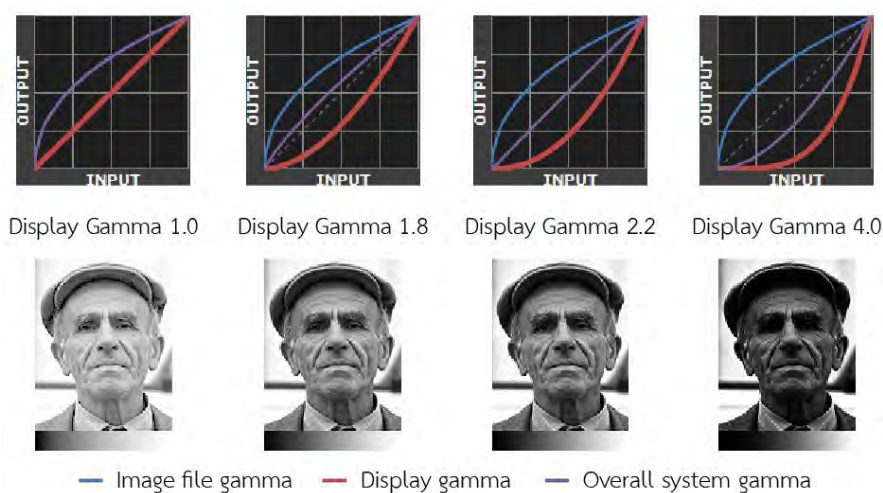 OUTPUT
INPUT
OUTPUT
INPUT
OUTPUT
INPUT
OUTPUT
INPUT
Display Gamma 1.0
Display Gamma 1.8
Display Gamma 2.2
Display Gamma 4.0
Image file gamma
Display gamma
Overall system gamma